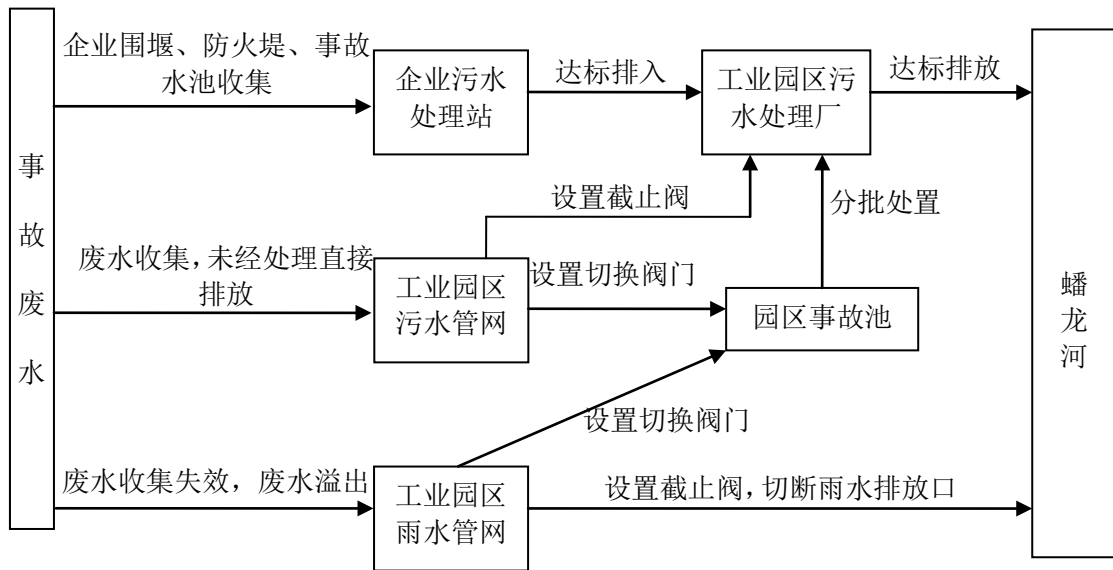 企业围堰、防火堤、事故
水池收集
企业污水
处理站
达标排入
工业园区污
水处理厂
达标排放
事
故
废
水
设置截止阀
分批处置
废水收集,未经处理直接
排放
工业园区
污水管网
设置切换阀门
园区事故池
蟠
龙
河
设置切换阀门
废水收集失效，废水溢出
工业园区
雨水管网
设置截止阀,切断雨水排放口